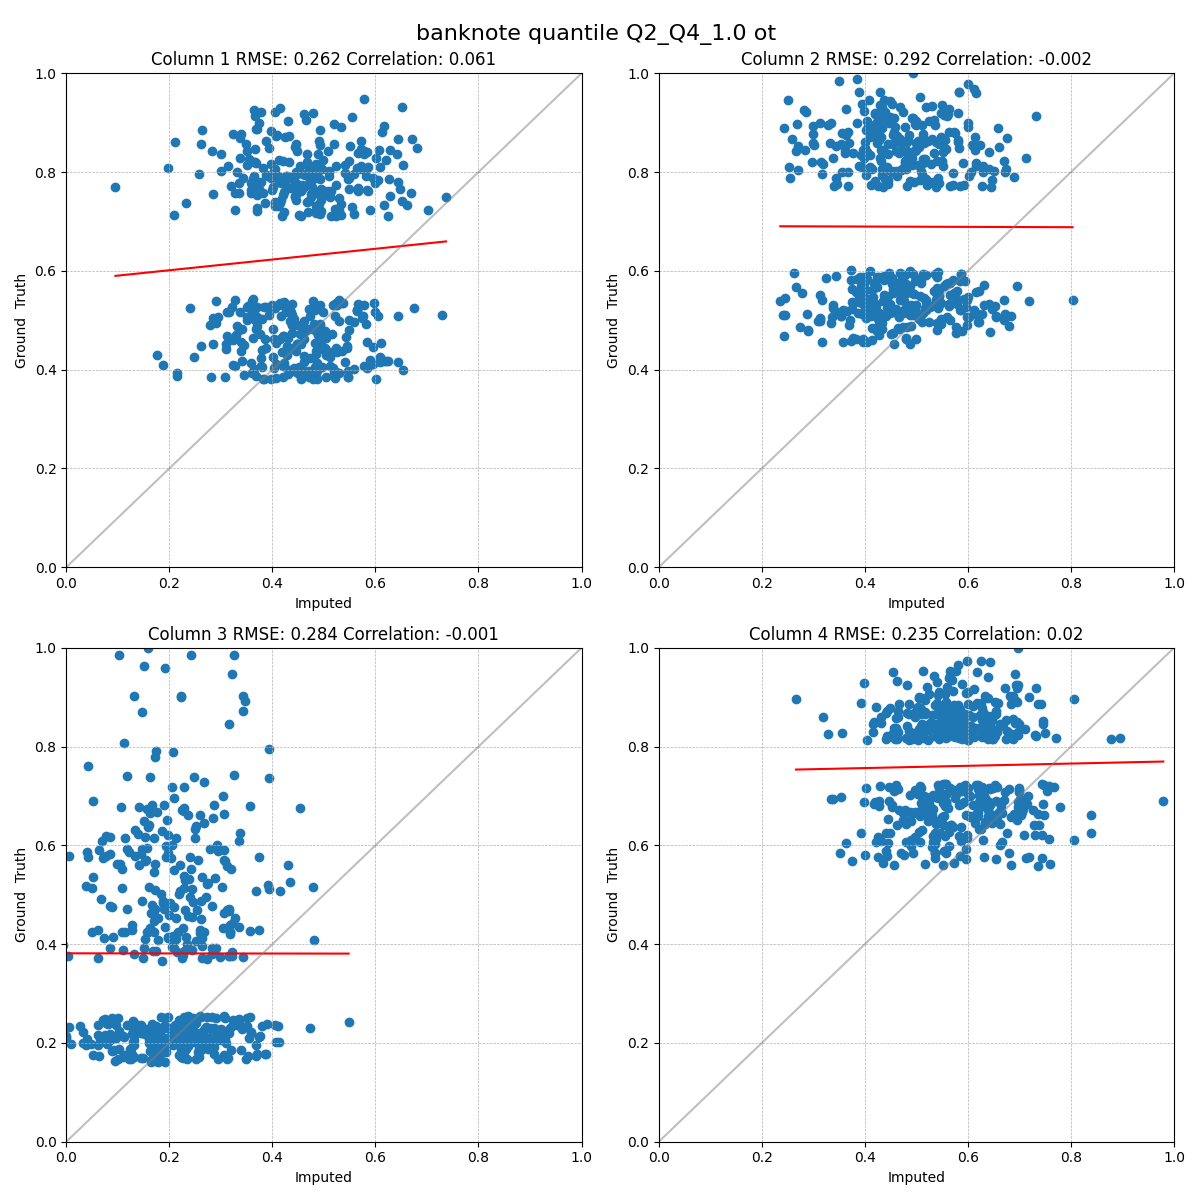 banknote quantile Q2_Q4_1.0 ot
Column 1 RMSE: 0.262 Correlation: 0.061
1.0
0.8
0.6
0.4
0.2
0.0
Ground  Truth
0.0 0.2 0.4 0.6 0.8 1.0
Imputed
Column 2 RMSE: 0.292 Correlation: -0.002
1.0
0.8
0.6
0.4
0.2
0.0
Ground  Truth
0.0 0.2 0.4 0.6 0.8 1.0
Imputed
Column 3 RMSE: 0.284 Correlation: -0.001
1.0
0.8
0.6
0.4
0.2
0.0
Ground  Truth
0.0 0.2 0.4 0.6 0.8 1.0
Imputed
Column 4 RMSE: 0.235 Correlation: 0.02
1.0
0.8
0.6
0.4
0.2
0.0
Ground  Truth
0.0 0.2 0.4 0.6 0.8 1.0
Imputed